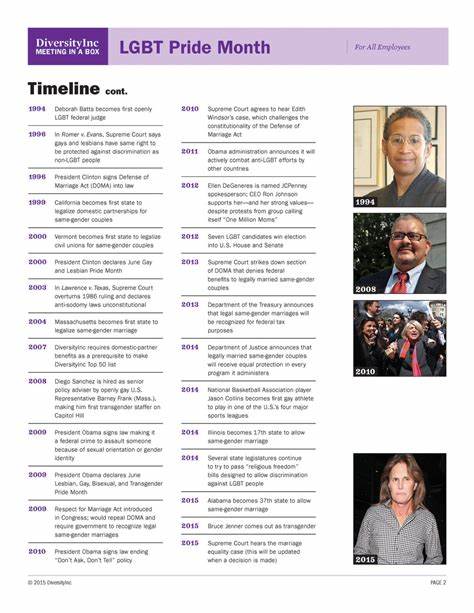 DiversityInc
MEETING IN A BOX
LGBT Pride Month
For All Employees
Timeline cont.
1994 Deborah Batts becomes first openly
LGBT federal judge
1996 In Romer v. Evans, Supreme Court says
gays and lesbians have same right to
be protected against discrimination as
non-LGBT people
1996 President Clinton signs Defense of
Marriage Act (DOMA) into law
1999 California becomes first state to
legalize domestic partnerships for
same-gender couples
2000 Vermont becomes first state to legalize
civil unions for same-gender couples
2000 President Clinton declares June Gay
and Lesbian Pride Month
2003 In Lawrence v. Texas, Supreme Court
overturns 1986 ruling and declares
anti-sodomy laws unconstitutional
2004 Massachusetts becomes first state to
legalize same-gender marriage
2007 DiversityInc requires domestic-partner
benefits as a prerequisite to make
DiversityInc Top 50 list
2008 Diego Sanchez is hired as senior
policy adviser by openly gay U.S.
Representative Barney Frank (Mass.),
making him first transgender staffer on
Capitol Hill
2009 President Obama signs law making it
a federal crime to assault someone
because of sexual orientation or gender
identity
2009 President Obama declares June
Lesbian, Gay, Bisexual, and Transgender
Pride Month
2009 Respect for Marriage Act introduced
in Congress; would repeal DOMA and
require government to recognize legal
same-gender marriages
2010 President Obama signs law ending
“Don’t Ask, Don’t Tell” policy
2010 Supreme Court agrees to hear Edith
Windsor’s case, which challenges the
constitutionality of the Defense of
Marriage Act
2011 Obama administration announces it will
actively combat anti-LGBT efforts by
other countries
2012 Ellen DeGeneres is named JCPenney
spokesperson; CEO Ron Johnson
supports her—and her strong values—
despite protests from group calling
itself “One Million Moms”
2012 Seven LGBT candidates win election
into U.S. House and Senate
2013 Supreme Court strikes down section
of DOMA that denies federal
benefits to legally married same-gender
couples
2013 Department of the Treasury announces
that legal same-gender marriages will
be recognized for federal tax
purposes
2014 Department of Justice announces that
legally married same-gender couples
will receive equal protection in every
program it administers
2014 National Basketball Association player
Jason Collins becomes first gay athlete
to play in one of the U.S.’s four major
sports leagues
2014 Illinois becomes 17th state to allow
same-gender marriage
2014 Several state legislatures continue
to try to pass “religious freedom”
bills designed to allow discrimination
against LGBT people
2015 Alabama becomes 37th state to allow
same-gender marriage
2015 Bruce Jenner comes out as transgender
2015 Supreme Court hears the marriage
equality case (this will be updated
when a decision is made)
1994
2008
2010
2015
© 2015 DiversityInc
PAGE 2